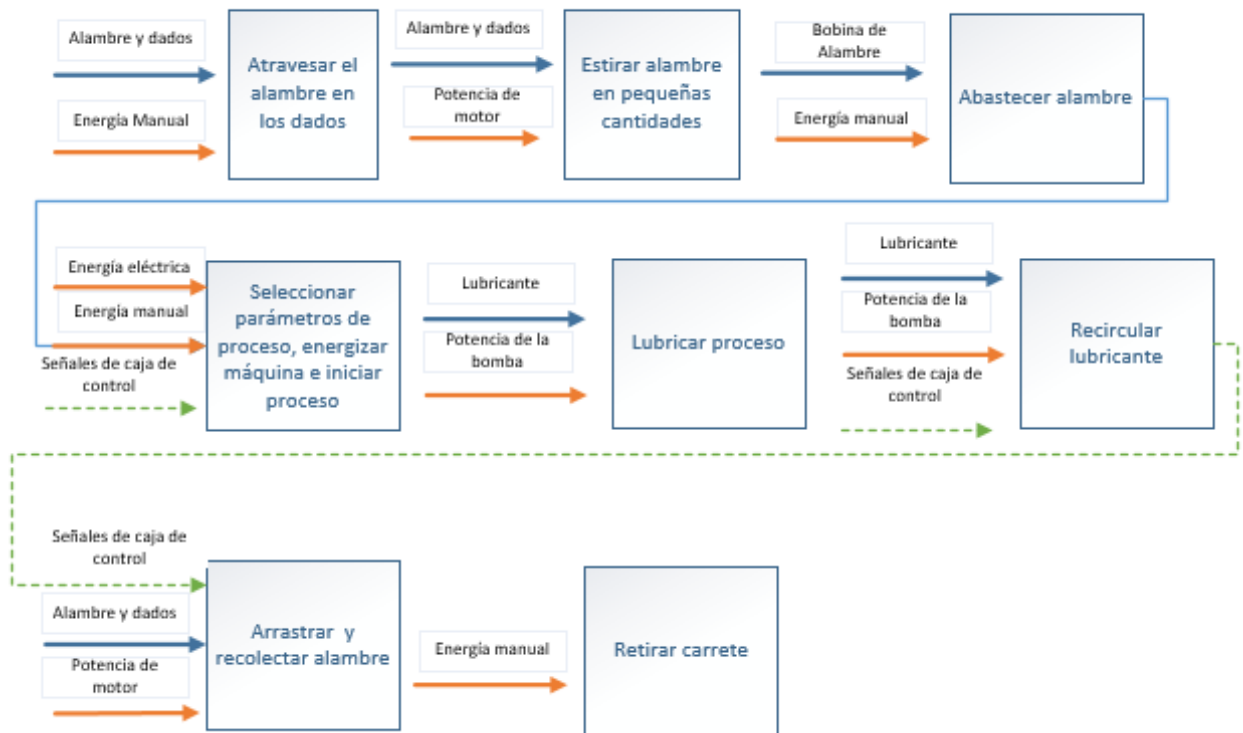 Alambre y dados
Energía Manual
Atravesar el
alambre en
los dados
Alambre y dados
Potencia de
motor
Estirar alambre
en pequeñas
cantidades
Bobina de
Alambre
Energía manual
Abastecer alambre
Energía eléctrica
Energía manual
Señales de caja de
control
Seleccionar
parámetros de
proceso, energizar
máquina e iniciar
proceso
Lubricante
Potencia de la
bomba
Lubricar proceso
Lubricante
Potencia de la
bomba
Señales de caja de
control
Recircular
lubricante
Señales de caja de
control
Alambre y dados
Potencia de
motor
Arrastrar y
recolectar alambre
Energía manual
Retirar carrete